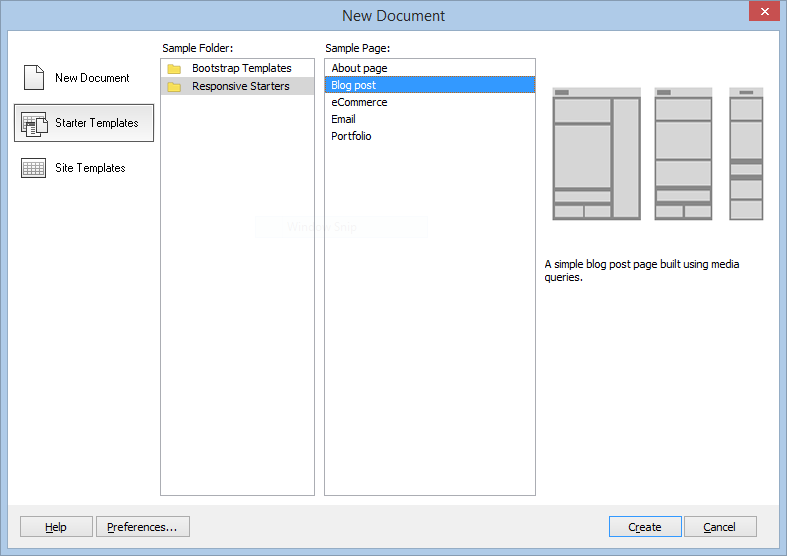 New Document
Sample Folder:
Sample Page:
New Document
Starter Templates
Site Templates
Bootstrap Templates
Responsive Starters
About page
Blog post
eCommerce
Email
Portfolio
Window Snip
A simple blog post page built using media
queries.
Help
Preferences...
Create
Cancel